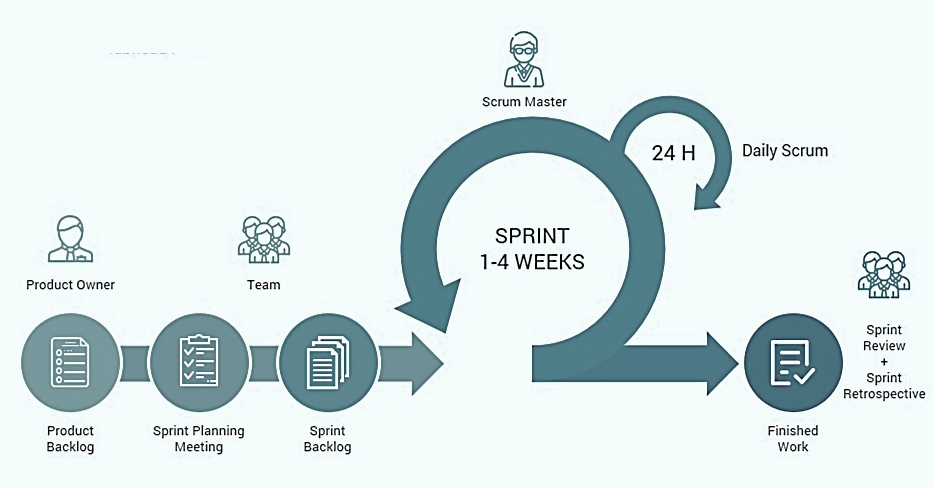 Scrum Master
24 H
Daily Scrum
SPRINT
1-4 WEEKS
Product Owner
Team
Sprint
Review
+
Sprint
Retrospective
Product
Backlog
Sprint Planning
Meeting
Sprint
Backlog
Finished
Work